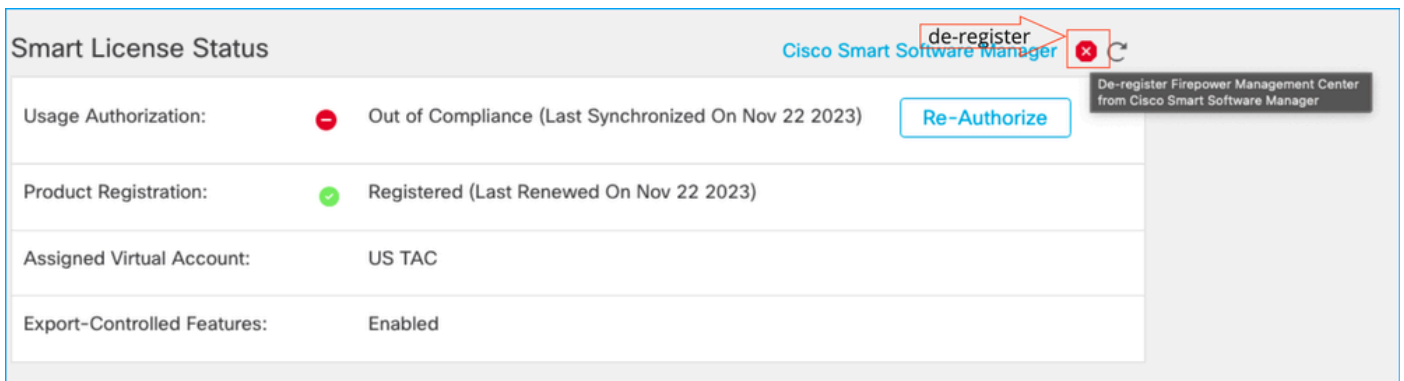 de-register
Smart License Status
Cisco Smart Software Manager
De-register Firepower Management Center
from Cisco Smart Software Manager
Usage Authorization:
Out of Compliance (Last Synchronized On Nov 22 2023)
Re-Authorize
Product Registration:
Registered (Last Renewed On Nov 22 2023)
Assigned Virtual Account:
US TAC
Export-Controlled Features:
Enabled